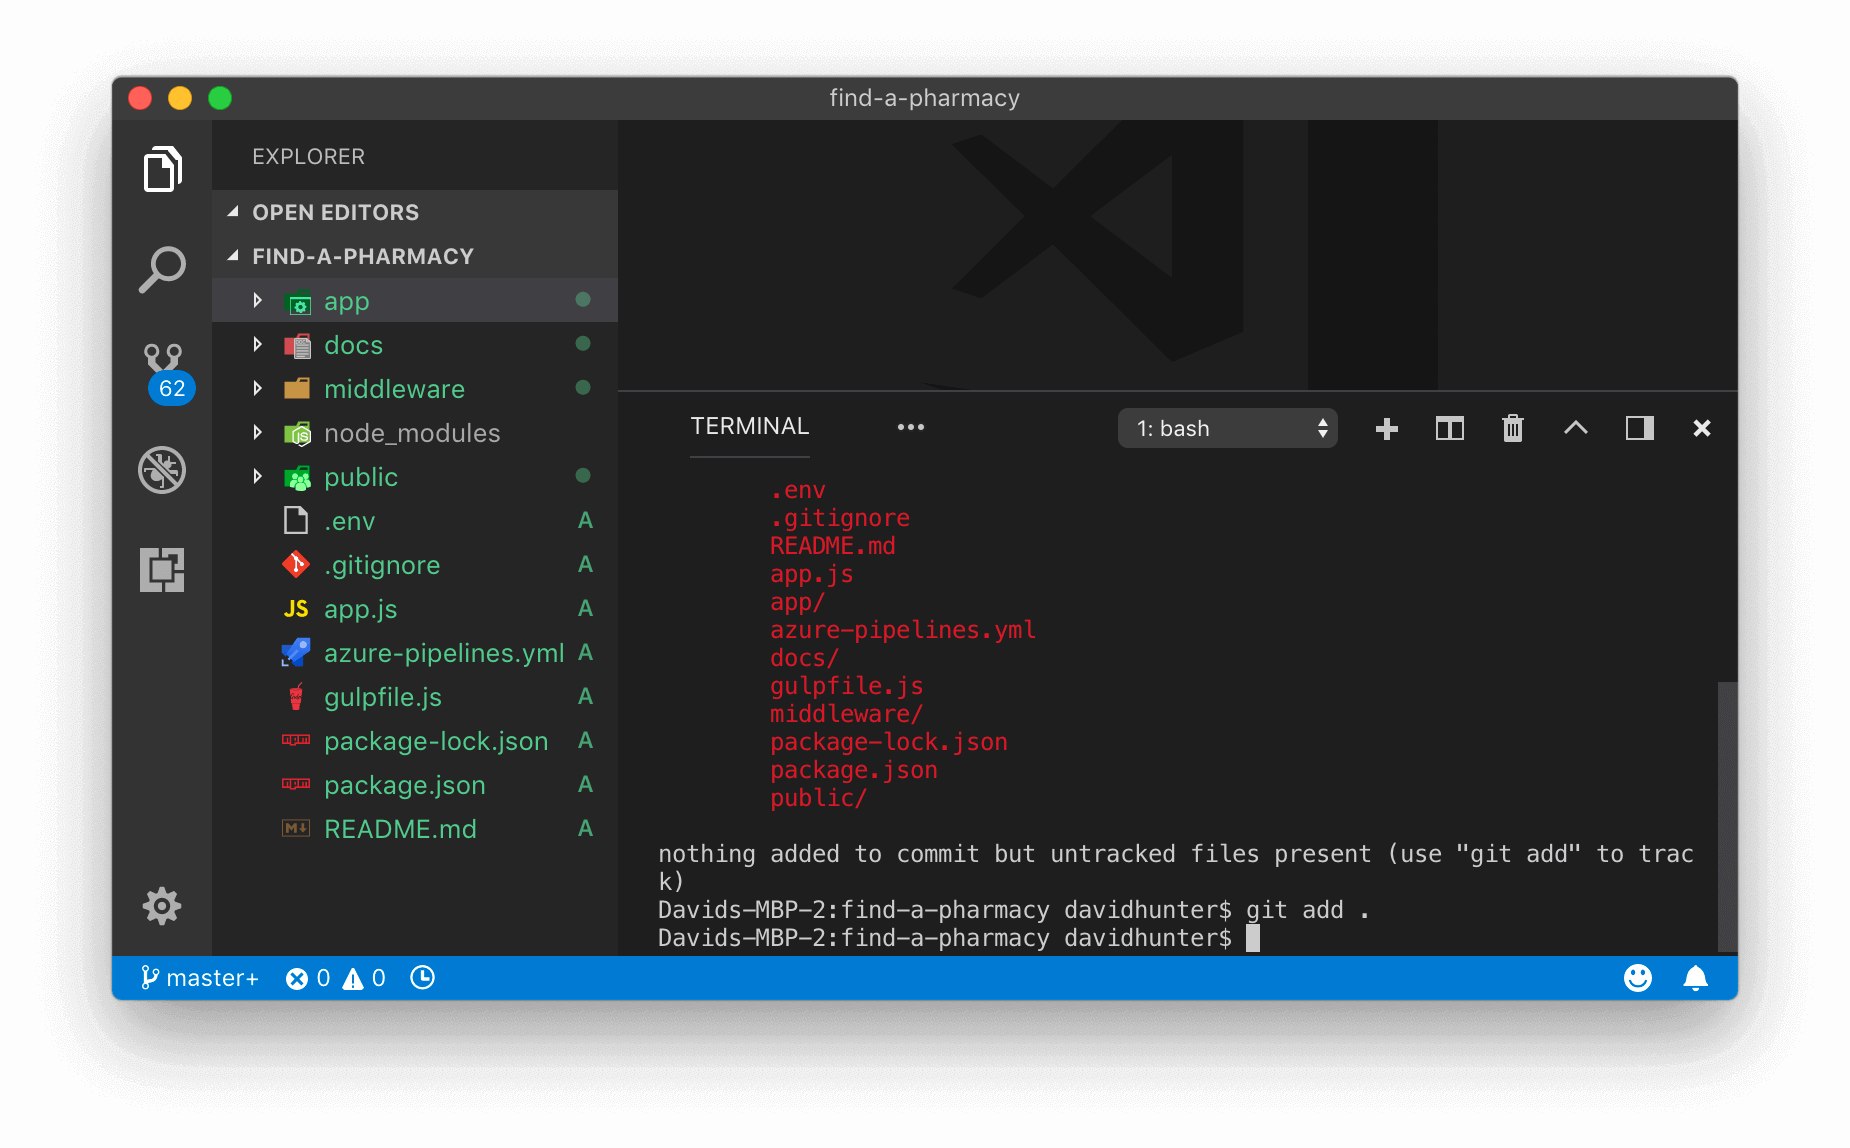 find-a-pharmacy
EXPLORER
OPEN EDITORS
FIND-A-PHARMACY
app
docs
middleware
node_modules
public
.env A
.gitignore A
JS app.js A
azure-pipelines.yml A
gulpfile.js A
package-lock.json A
package.json A
README.md A
62
TERMINAL
1: bash
.env
.gitignore
README.md
app.js
app/
azure-pipelines.yml
docs/
gulpfile.js
middleware/
package-lock.json
package.json
public/
nothing added to commit but untracked files present (use "git add" to trac
k)
Davids-MBP-2:find-a-pharmacy davidhunter$ git add .
Davids-MBP-2:find-a-pharmacy davidhunter$
master+ 0 0